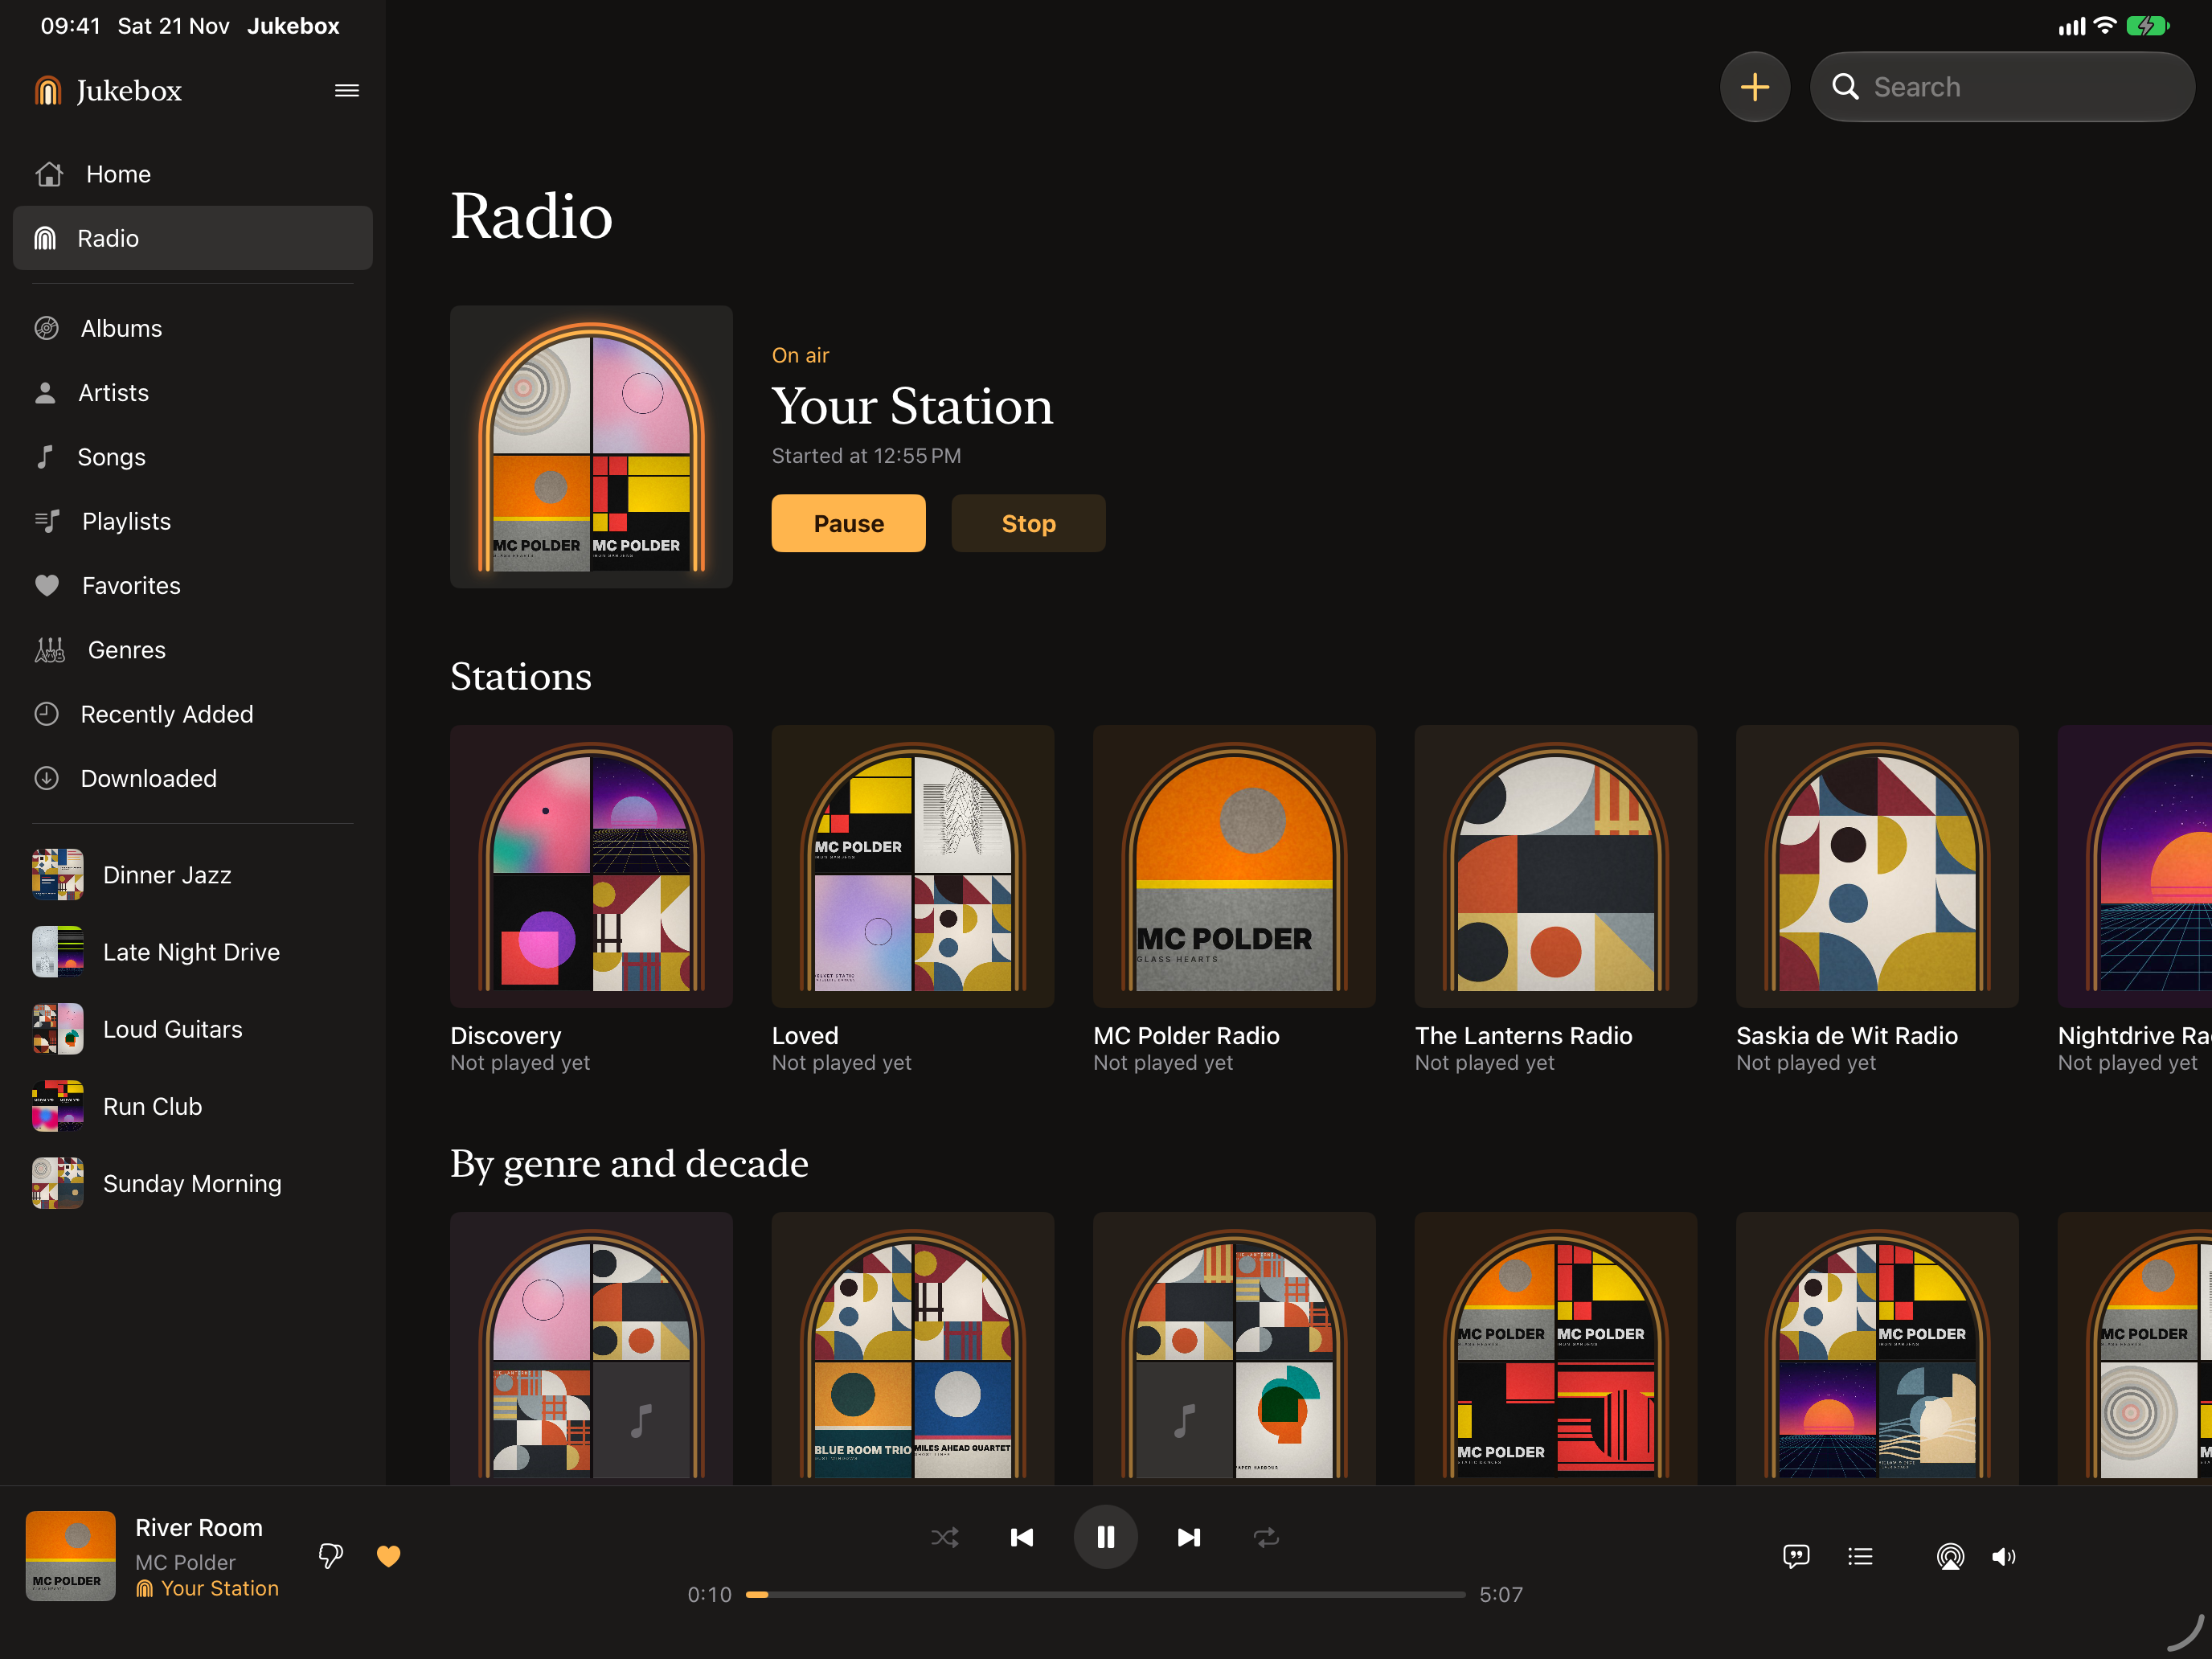 09:41 Sat 21 Nov Jukebox
Jukebox
Search
Home
Radio
Albums
Artists
Songs
Playlists
Favorites
Genres
Recently Added
Downloaded
Dinner Jazz
Late Night Drive
Loud Guitars
Run Club
Sunday Morning
Radio
MC POLDER
MC POLDER
On air
Your Station
Started at 12:55 PM
Pause
Stop
Stations
MC POLDER
MC POLDER
GLASS HEARTS
Discovery
Not played yet
Loved
Not played yet
MC Polder Radio
Not played yet
The Lanterns Radio
Not played yet
Saskia de Wit Radio
Not played yet
Nightdrive Ra
Not played yet
By genre and decade
BLUE ROOM TRIO
MILES AHEAD QUARTET
MC POLDER
MC POLDER
MC POLDER
MC POLDER
MC POLDER
MC POLDER
River Room
MC Polder
Your Station
0:10
5:07